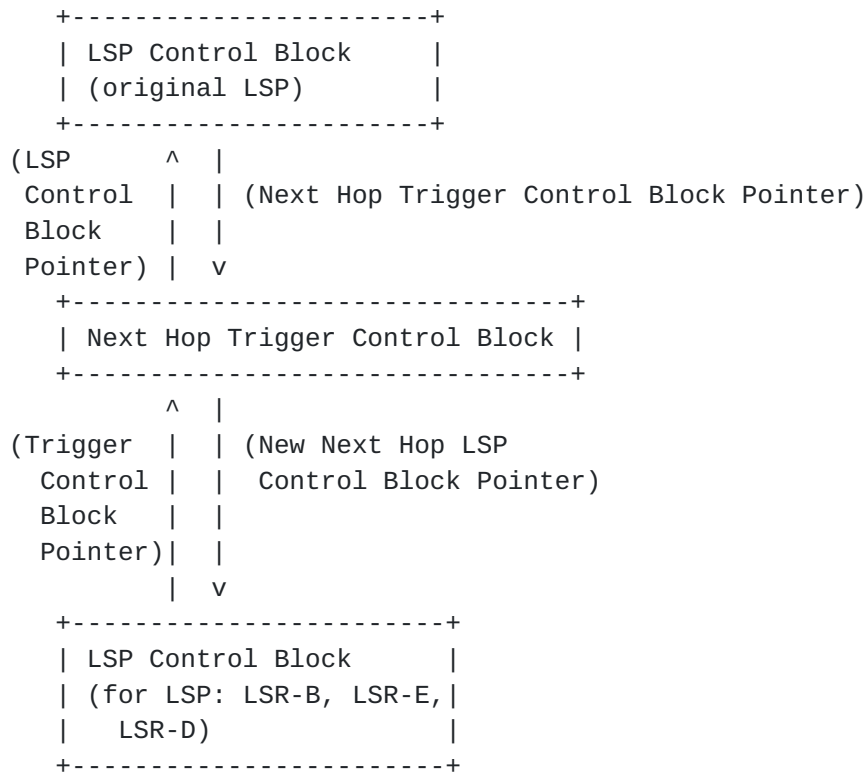 +-----------------------+
| LSP Control Block     |
| (original LSP)        |
+-----------------------+
(LSP       ^  |
 Control  |  | (Next Hop Trigger Control Block Pointer)
 Block    |  |
 Pointer) |  v
+--------------------------------+
| Next Hop Trigger Control Block |
+--------------------------------+
          ^  |
(Trigger  |  | (New Next Hop LSP
  Control |  |  Control Block Pointer)
  Block   |  |
  Pointer)|  |
          |  v
+------------------------+
| LSP Control Block      |
| (for LSP: LSR-B, LSR-E,|
|   LSR-D)               |
+------------------------+